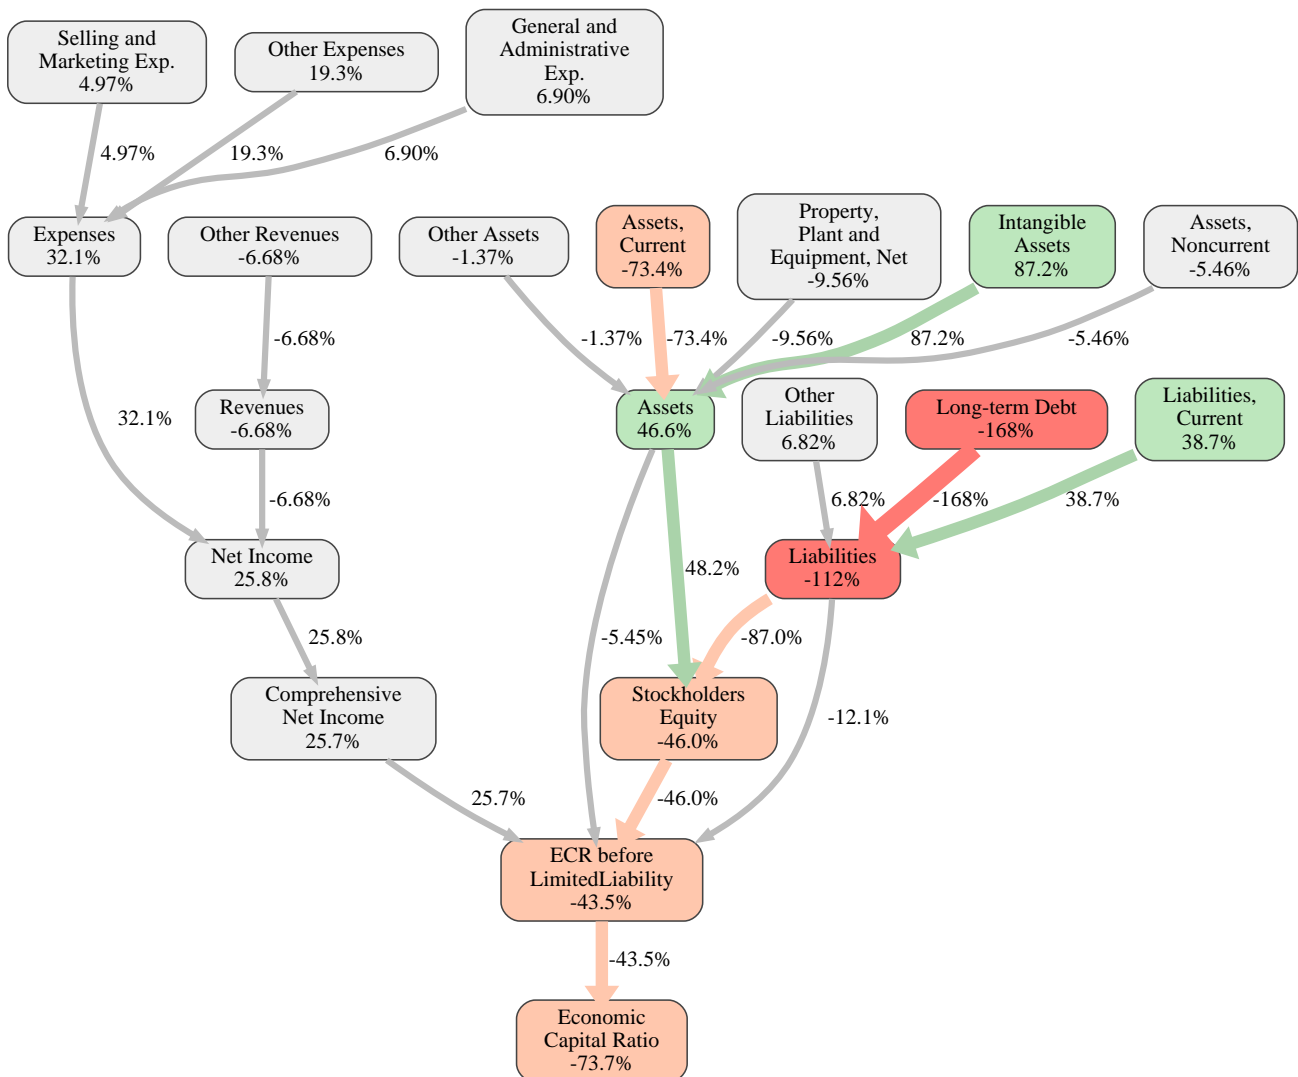 Selling and
Marketing Exp.
4.97%
Other Expenses
19.3%
General and
Administrative
Exp.
6.90%
4.97%
19.3%
6.90%
Expenses
32.1%
Other Revenues
-6.68%
Other Assets
-1.37%
Assets,
Current
-73.4%
Property,
Plant and
Equipment, Net
-9.56%
Intangible
Assets
87.2%
Assets,
Noncurrent
-5.46%
-6.68%
-1.37%
-73.4%
-9.56%
87.2%
-5.46%
32.1%
Revenues
-6.68%
Assets
46.6%
Other
Liabilities
6.82%
Long-term Debt
-168%
Liabilities,
Current
38.7%
-6.68%
6.82%
-168%
38.7%
Net Income
25.8%
48.2%
Liabilities
-112%
25.8%
-5.45%
-87.0%
Comprehensive
Net Income
25.7%
Stockholders
Equity
-46.0%
-12.1%
25.7%
-46.0%
ECR before
LimitedLiability
-43.5%
-43.5%
Economic
Capital Ratio
-73.7%